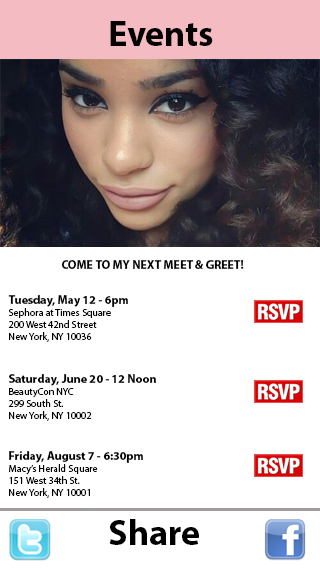 Events
COME TO MY NEXT MEET & GREET!
Tuesday, May 12 - 6pm
Sephora at Times Square
200 West 42nd Street
New York, NY 10036
RSVP
Saturday, June 20 - 12 Noon
BeautyCon NYC
299 South St.
New York, NY 10002
RSVP
Friday, August 7 - 6:30pm
Macy's Herald Square
151 West 34th St.
New York, NY 10001
RSVP
Share